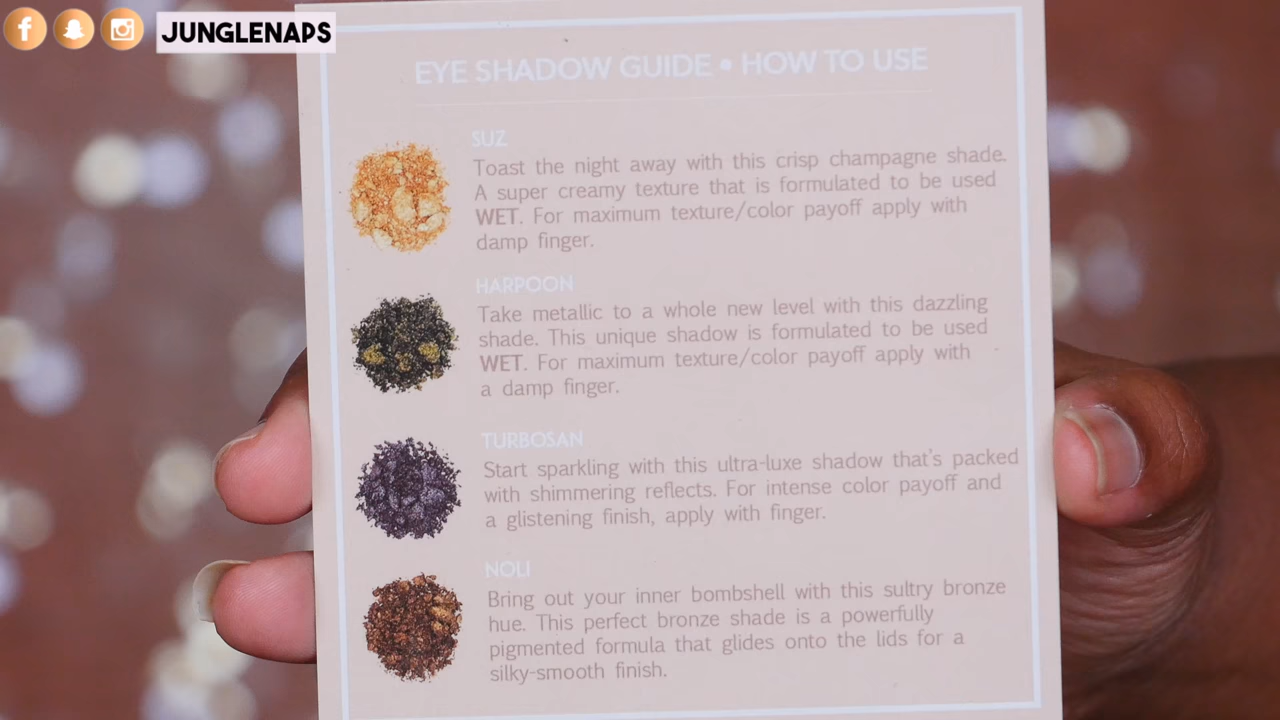 JUNGLENAPS
EYE SHADOW GUIDE • HOW TO USE
SUZ
Toast the night away with this crisp champagne shade.
A super creamy texture that is formulated to be used
WET. For maximum texture/color payoff apply with
damp finger.
HARPOON
Take metallic to a whole new level with this dazzling
shade. This unique shadow is formulated to be used
WET. For maximum texture/color payoff apply with
a damp finger.
TURBOSAN
Start sparkling with this ultra-luxe shadow that's packed
with shimmering reflects. For intense color payoff and
a glistening finish, apply with finger.
NOLI
Bring out your inner bombshell with this sultry bronze
hue. This perfect bronze shade is a powerfully
pigmented formula that glides onto the lids for a
silky-smooth finish.